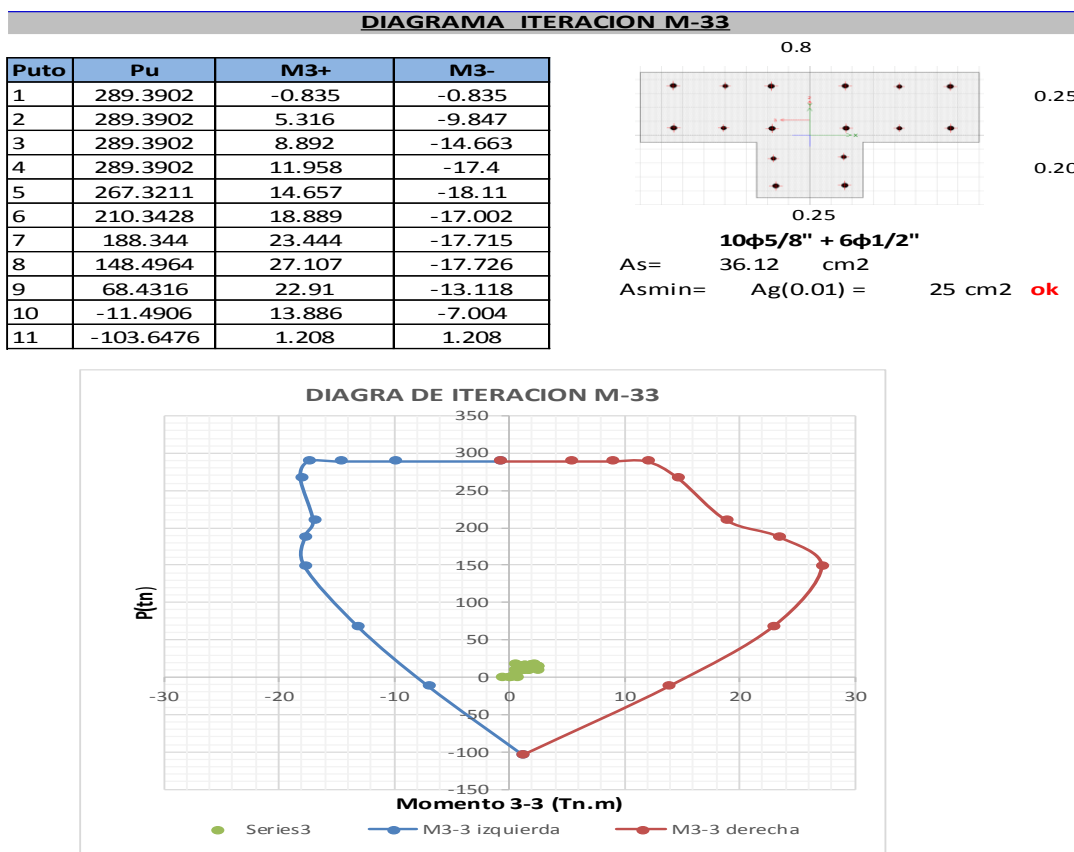 DIAGRAMA ITERACION M-33
Puto Pu M3+ M3-
1 289.3902 -0.835 -0.835
2 289.3902 5.316 -9.847
3 289.3902 8.892 -14.663
4 289.3902 11.958 -17.4
5 267.3211 14.657 -18.11
6 210.3428 18.889 -17.002
7 188.344 23.444 -17.715
8 148.4964 27.107 -17.726
9 68.4316 22.91 -13.118
10 -11.4906 13.886 -7.004
11 -103.6476 1.208 1.208
0.8
0.25
0.20
0.25
10φ5/8" + 6φ1/2"
As= 36.12 cm2
Asmin= Ag(0.01) = 25 cm2 ok
DIAGRA DE ITERACION M-33
350
300
250
200
150
100
50
0
-50
-100
-150
-30 -20 -10 0 10 20 30
P(tn)
Momento 3-3 (Tn.m)
Series3 M3-3 izquierda M3-3 derecha